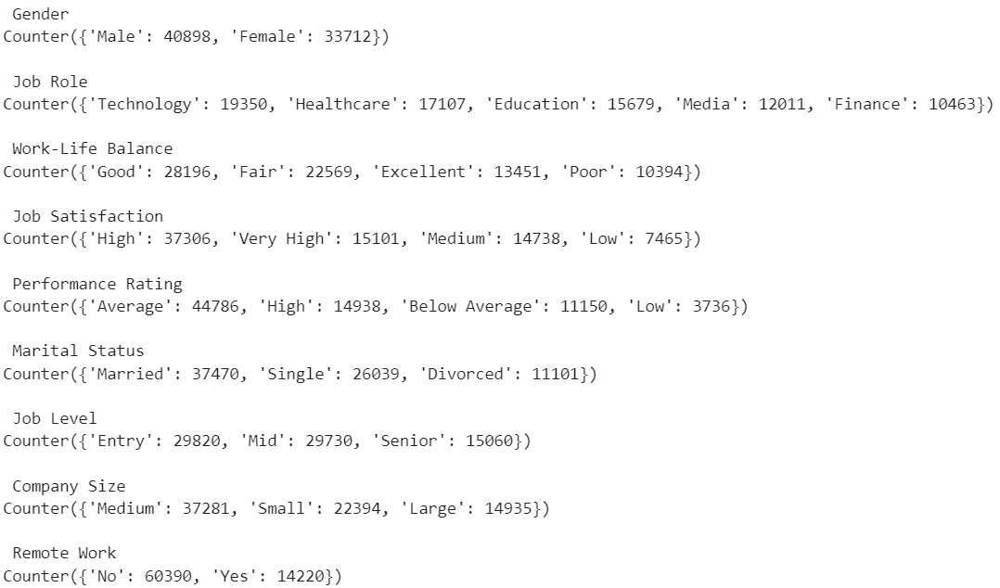 Gender
Counter({'Male': 40898, 'Female': 33712})
Job Role
Counter({'Technology': 19350, 'Healthcare': 17107, 'Education': 15679, 'Media': 12011, 'Finance': 10463})
Work-Life Balance
Counter({'Good': 28196, 'Fair': 22569, 'Excellent': 13451, 'Poor': 10394})
Job Satisfaction
Counter({'High': 37306, 'Very High': 15101, 'Medium': 14738, 'Low': 7465})
Performance Rating
Counter({'Average': 44786, 'High': 14938, 'Below Average': 11150, 'Low': 3736})
Marital Status
Counter({'Married': 37470, 'Single': 26039, 'Divorced': 11101})
Job Level
Counter({'Entry': 29820, 'Mid': 29730, 'Senior': 15060})
Company Size
Counter({'Medium': 37281, 'Small': 22394, 'Large': 14935})
Remote Work
Counter({'No': 60390, 'Yes': 14220})